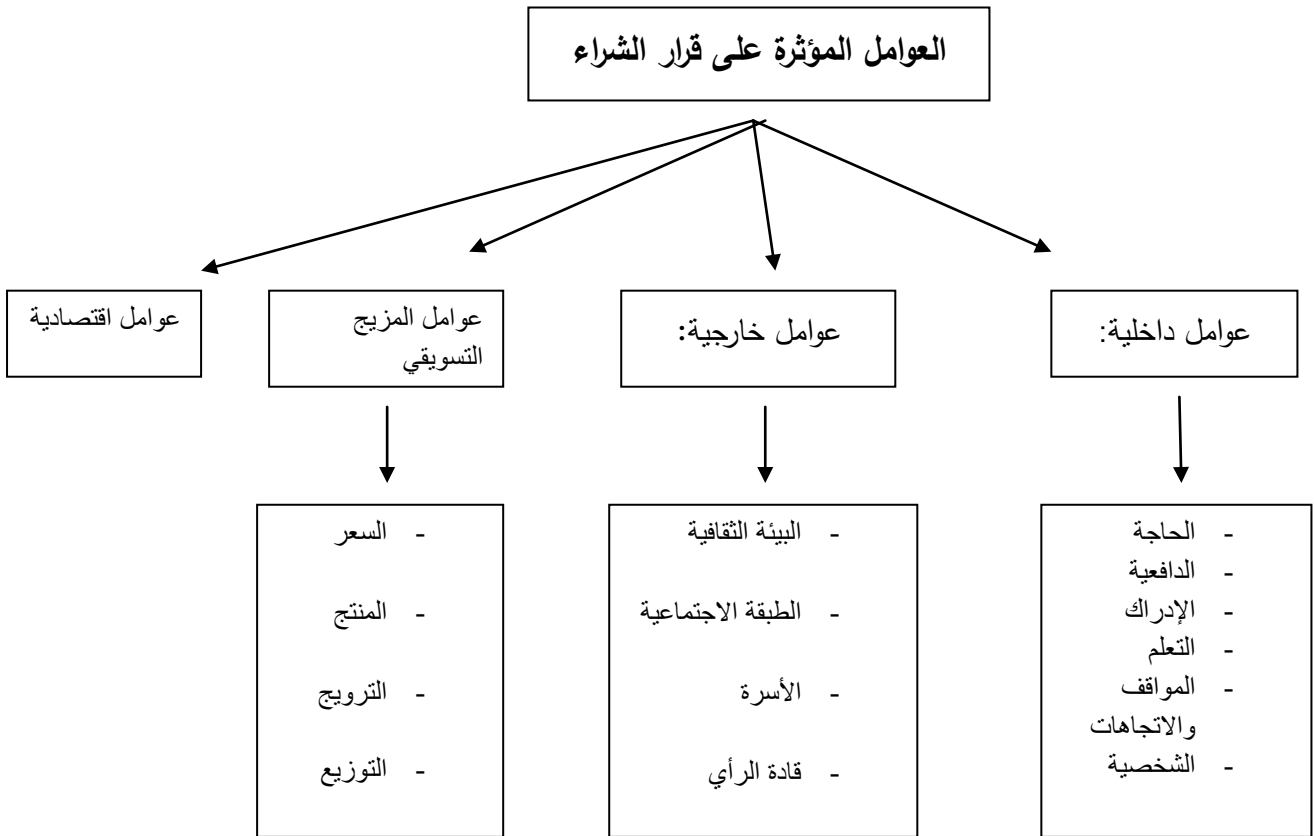 العوامل المؤثرة على قرار الشراء
عوامل داخلية:
عوامل خارجية:
عوامل المزيج
التسويقي
عوامل اقتصادية
- الحاجة
- الدافعية
- الإدراك
- التعلم
- المواقف
والاتجاهات
- الشخصية
- البيئة الثقافية
- الطبقة الاجتماعية
- الأسرة
- قادة الرأي
- السعر
- المنتج
- الترويج
- التوزيع